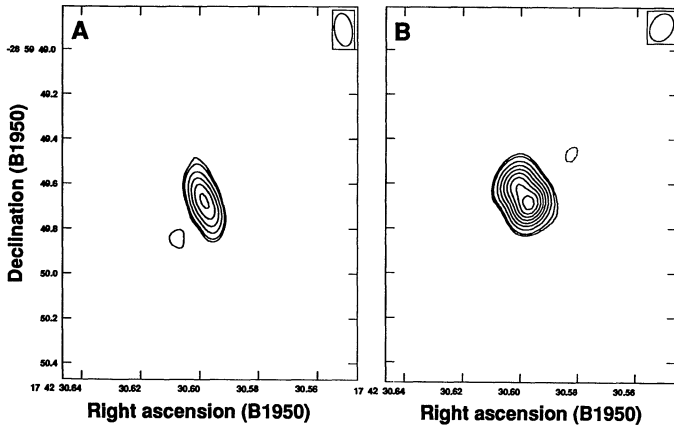 A
B
-28 59 49.0
49.2
49.4
49.6
49.8
50.0
50.2
50.4
Declination (B1950)
17 42 30.64
30.62
30.60
30.58
30.56
17 42 30.64
30.62
30.60
30.58
30.56
Right ascension (B1950)
Right ascension (B1950)